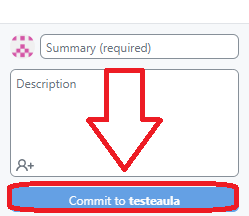 Summary (required)
Description
Commit to testeaula